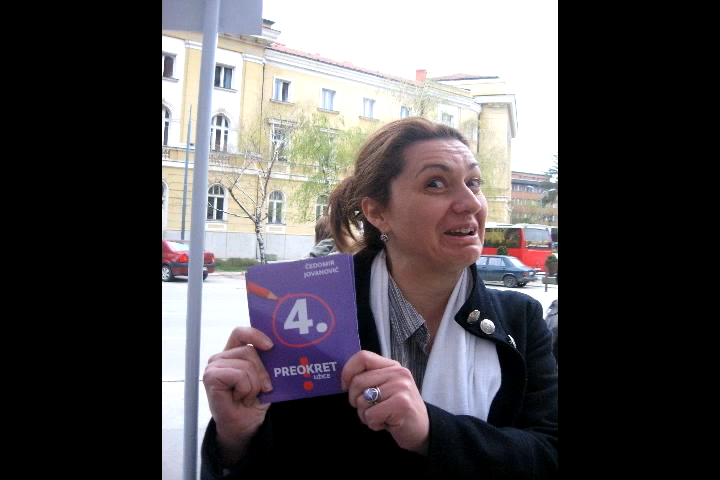 ČEDOMIR
JOVANOVIĆ
4.
PREOKRET
UŽICE